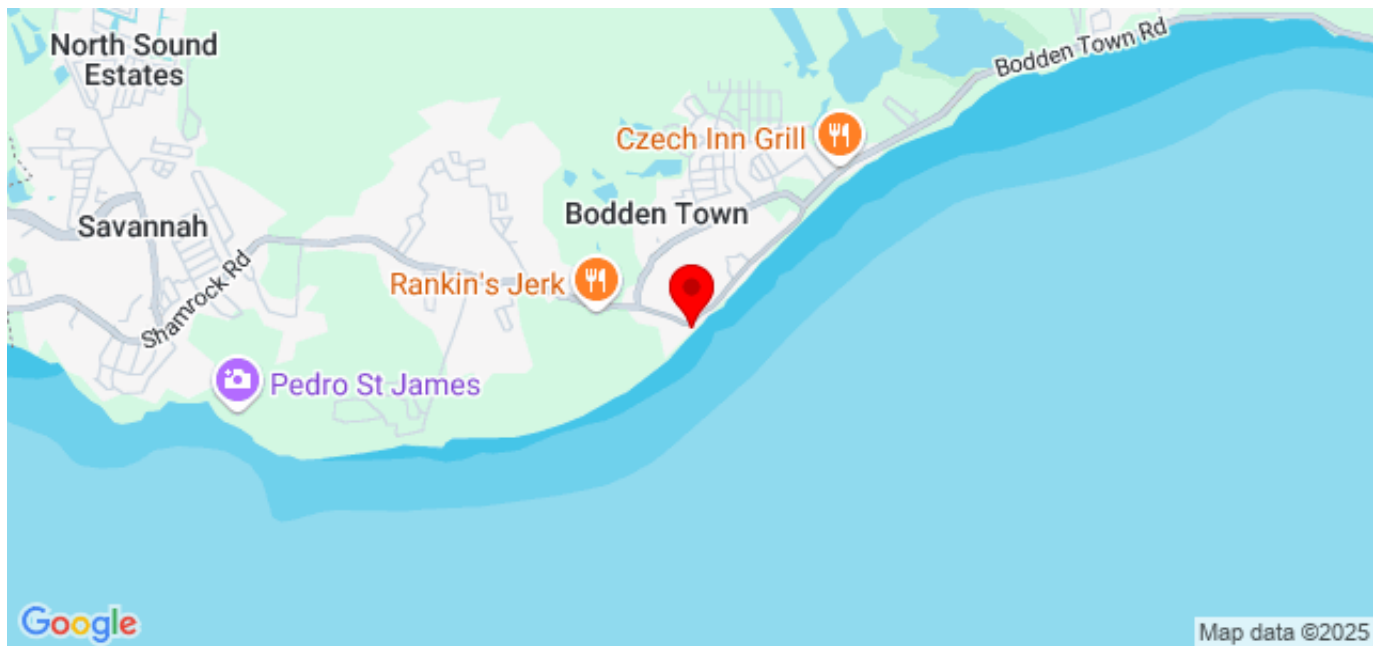 North Sound
Estates
Bodden Town Rd
Czech Inn Grill
Bodden Town
Savannah
Shamrock Rd
Rankin's Jerk
Pedro St James
Google
Map data ©2025